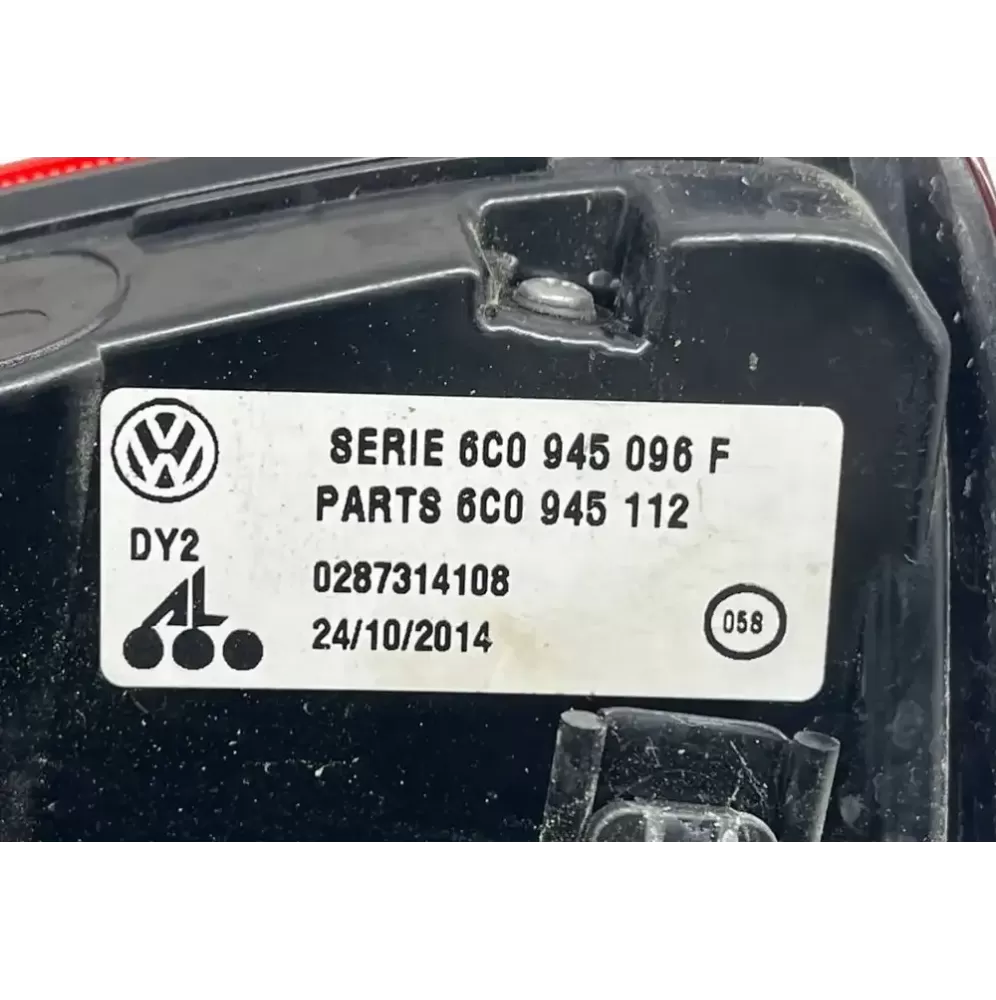 SERIE 6C0 945 096 F
PARTS 6C0 945 112
DY2
0287314108
AL
24/10/2014
058